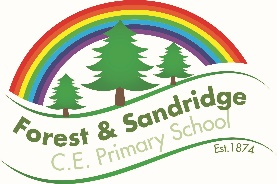 Forest & Sandridge
C.E. Primary School
Est.1874